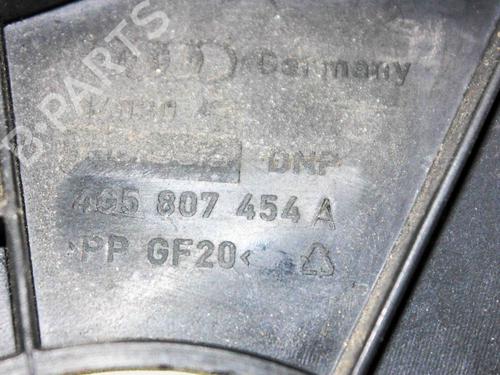 B-PARTS
Germany
DNP
4G5 807 454 A
>PP GF20<